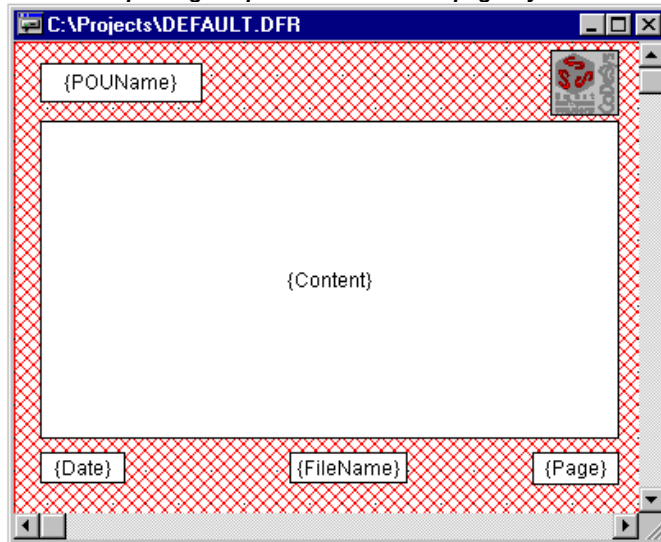 C:\Projects\DEFAULT.DFR
{POUName}
{Content}
{Date} {FileName} {Page}